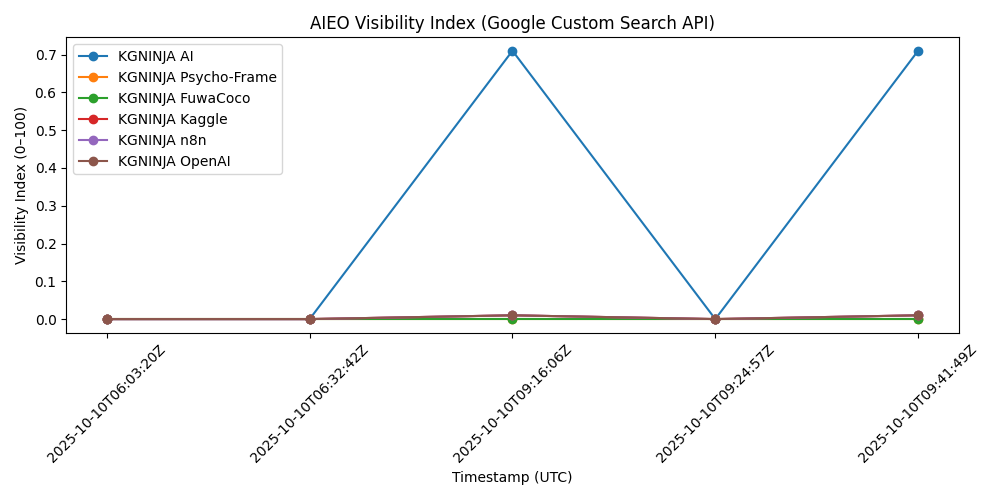 AIEO Visibility Index (Google Custom Search API)
KGNINJA AI
KGNINJA Psycho-Frame
KGNINJA FuwaCoco
KGNINJA Kaggle
KGNINJA n8n
KGNINJA OpenAI
Visibility Index (0–100)
0.7
0.6
0.5
0.4
0.3
0.2
0.1
0.0
2025-10-10T06:03:20Z
2025-10-10T06:32:42Z
2025-10-10T09:16:06Z
2025-10-10T09:24:57Z
2025-10-10T09:41:49Z
Timestamp (UTC)